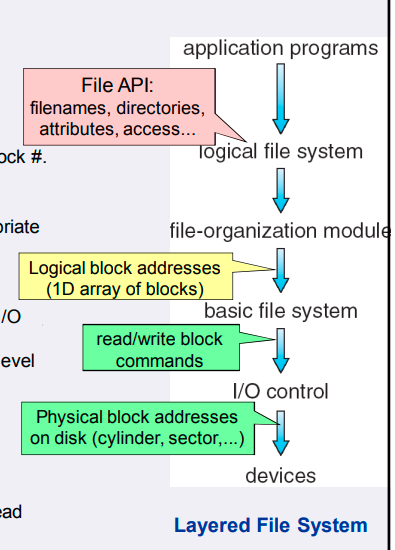 application programs
File API:
filenames, directories,
attributes, access...
ock #.
logical file system
riate
file-organization module
Logical block addresses
(1D array of blocks)
basic file system
/O
read/write block
commands
evel
I/O control
Physical block addresses
on disk (cylinder, sector,...)
devices
ead
Layered File System